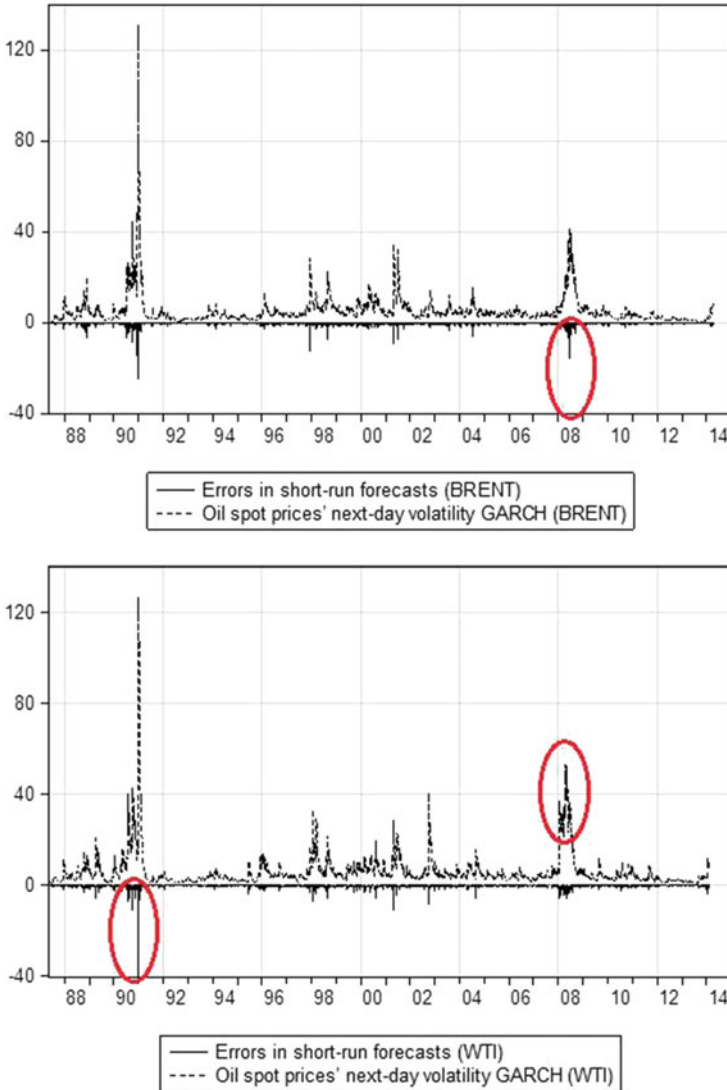 120
80
40
0
-40
88 90 92 94 96 98 00 02 04 06 08 10 12 14
Errors in short-run forecasts (BRENT)
Oil spot prices' next-day volatility GARCH (BRENT)
120
80
40
0
-40
88 90 92 94 96 98 00 02 04 06 08 10 12 14
Errors in short-run forecasts (WTI)
Oil spot prices' next-day volatility GARCH (WTI)